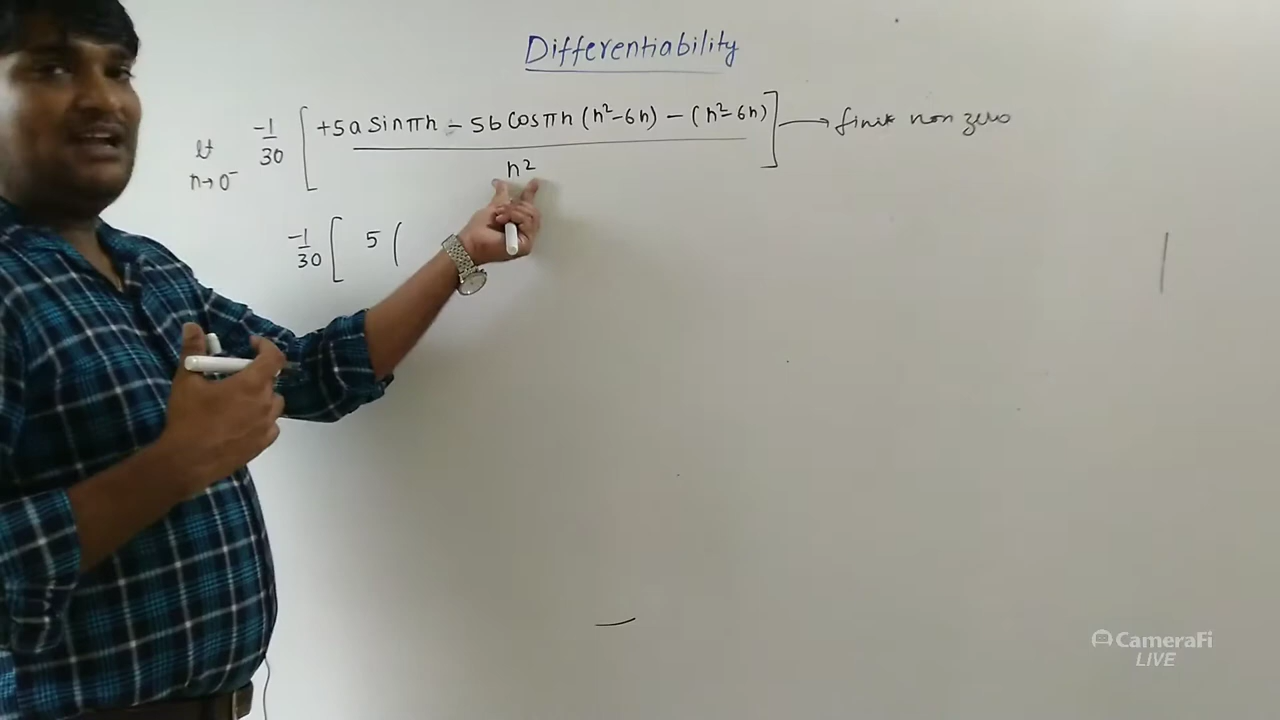 Differentiability
lt h→0⁻ -1/30 [ +5a Sinπh - 5b Cosπh (h²-6h) - (h²-6h) / h² ] → finite non zero
-1/30 [ 5 (
CameraFi
LIVE